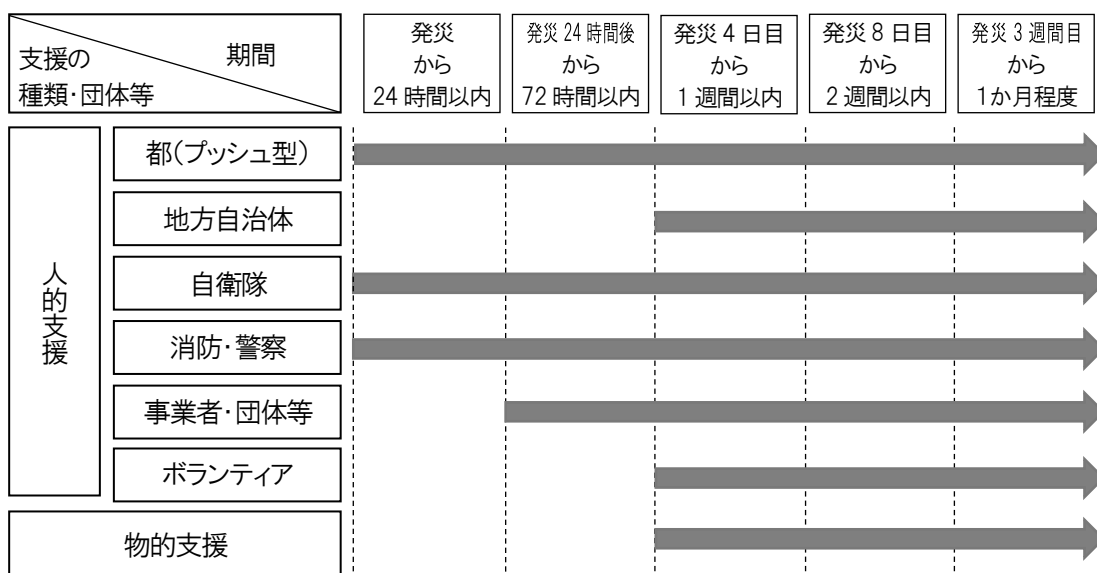 期間
支援の
種類・団体等
発災
から
24時間以内
発災24時間後
から
72時間以内
発災4日目
から
1週間以内
発災8日目
から
2週間以内
発災3週間目
から
1か月程度
人的支援
都(プッシュ型)
地方自治体
自衛隊
消防・警察
事業者・団体等
ボランティア
物的支援